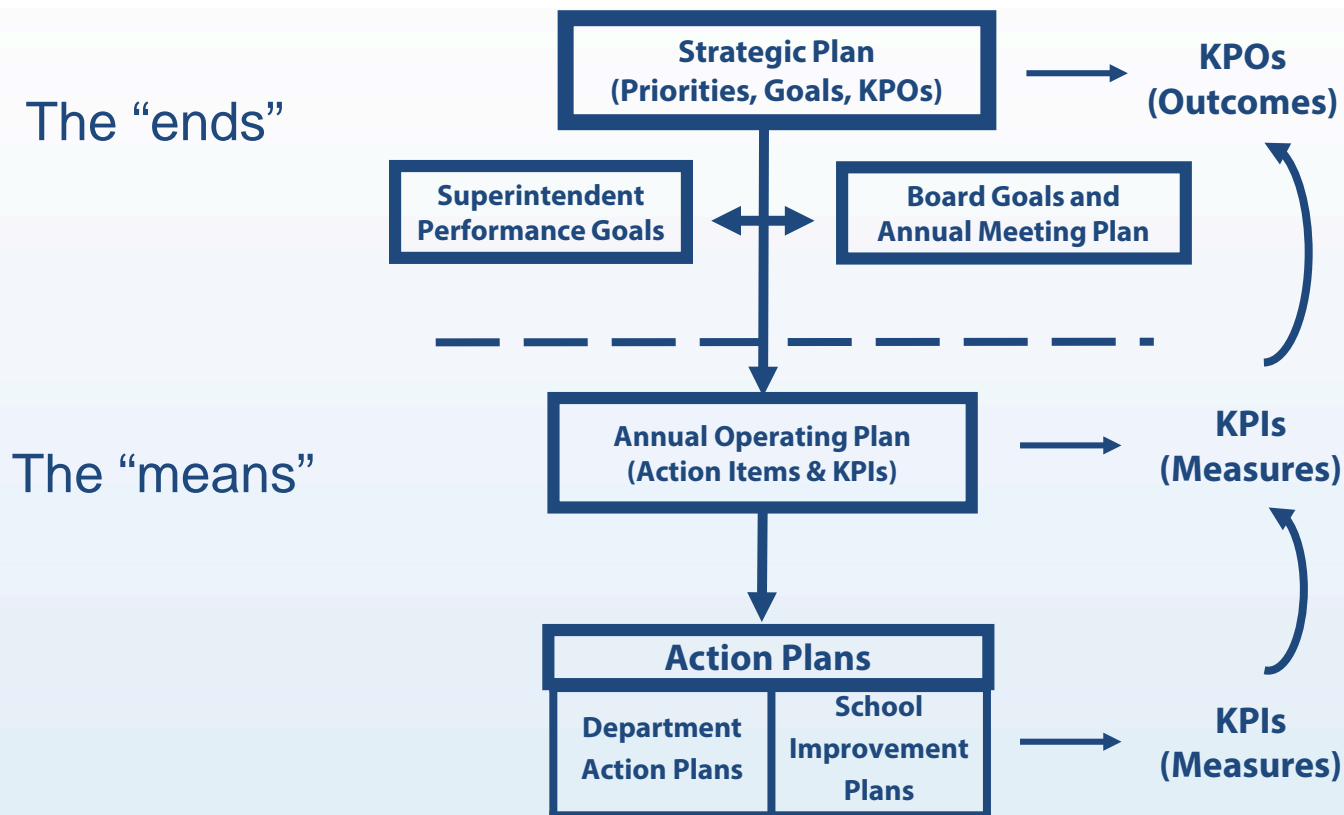 The “ends”
Strategic Plan
(Priorities, Goals, KPOs)
KPOs
(Outcomes)
Superintendent
Performance Goals
Board Goals and
Annual Meeting Plan
The “means”
Annual Operating Plan
(Action Items & KPIs)
KPIs
(Measures)
Action Plans
Department
Action Plans
School
Improvement
Plans
KPIs
(Measures)